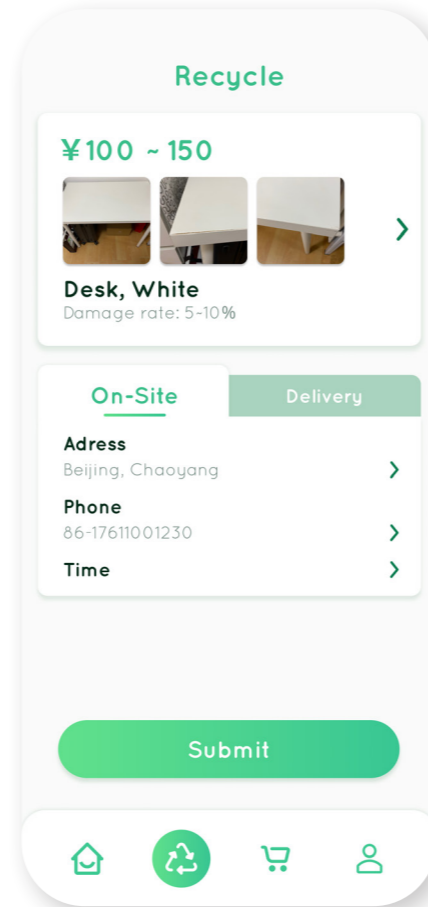 Recycle
¥100 ~ 150
Desk, White
Damage rate: 5-10%
On-Site
Delivery
Adress
Beijing, Chaoyang
Phone
86-17611001230
Time
Submit